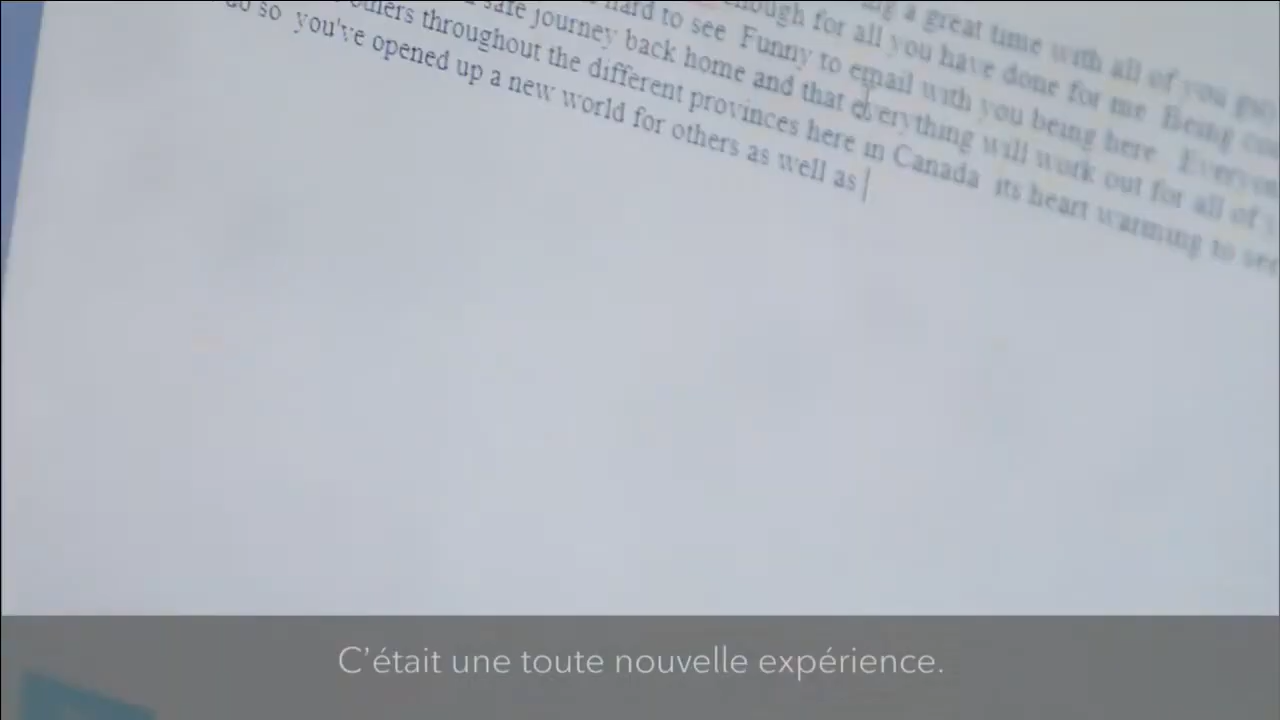 a great time with all of you
for all you have done for me Being
hard to see Funny to email with you being here
safe journey back home and that everything will work out for all of
others throughout the different provinces here in Canada its heart warming to see
do so you've opened up a new world for others as well as
C’était une toute nouvelle expérience.